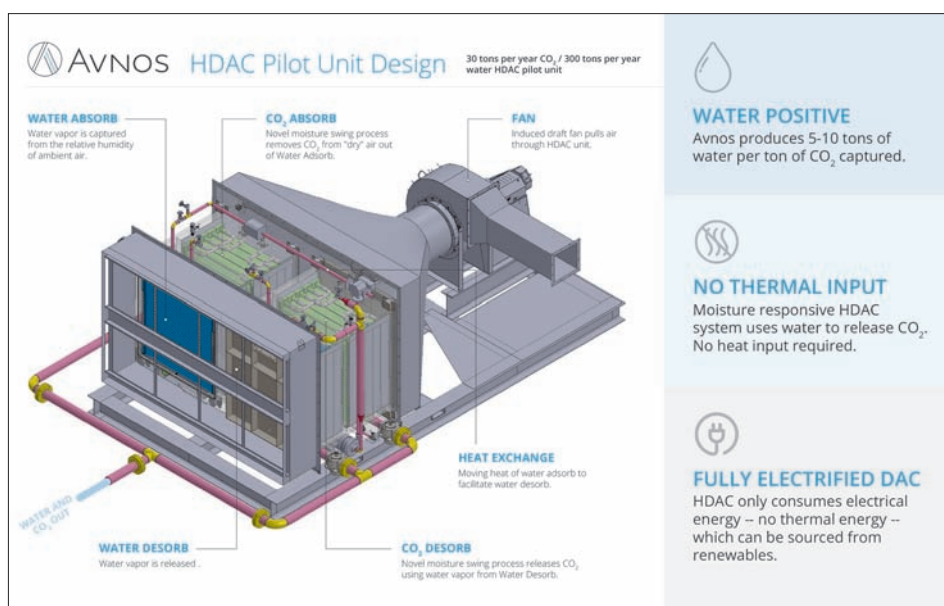 AVNOS HDAC Pilot Unit Design
30 tons per year CO₂ / 300 tons per year
water HDAC pilot unit
WATER ABSORB
Water vapor is captured
from the relative humidity
of ambient air.
CO₂ ABSORB
Novel moisture swing process
removes CO₂ from "dry" air out
of Water Adsorb.
FAN
Induced draft fan pulls air
through HDAC unit.
HEAT EXCHANGE
Moving heat of water adsorb to
facilitate water desorb.
WATER AND
CO₂ OUT
WATER DESORB
Water vapor is released .
CO₂ DESORB
Novel moisture swing process releases CO₂
using water vapor from Water Desorb.
WATER POSITIVE
Avnos produces 5-10 tons of
water per ton of CO₂ captured.
NO THERMAL INPUT
Moisture responsive HDAC
system uses water to release CO₂.
No heat input required.
FULLY ELECTRIFIED DAC
HDAC only consumes electrical
energy -- no thermal energy --
which can be sourced from
renewables.